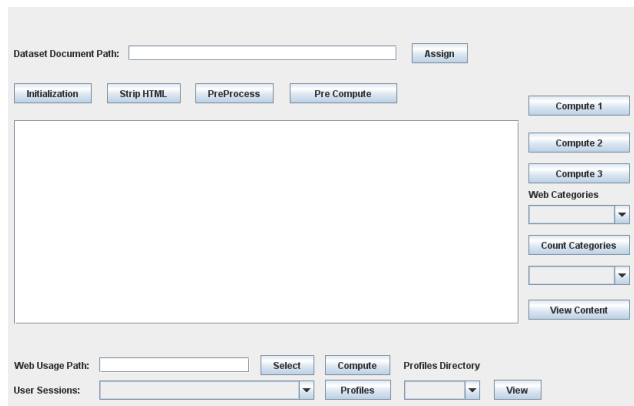 Dataset Document Path: Assign
Initialization Strip HTML PreProcess Pre Compute
Compute 1
Compute 2
Compute 3
Web Categories
Count Categories
View Content
Web Usage Path: Select Compute Profiles Directory
User Sessions: Profiles View